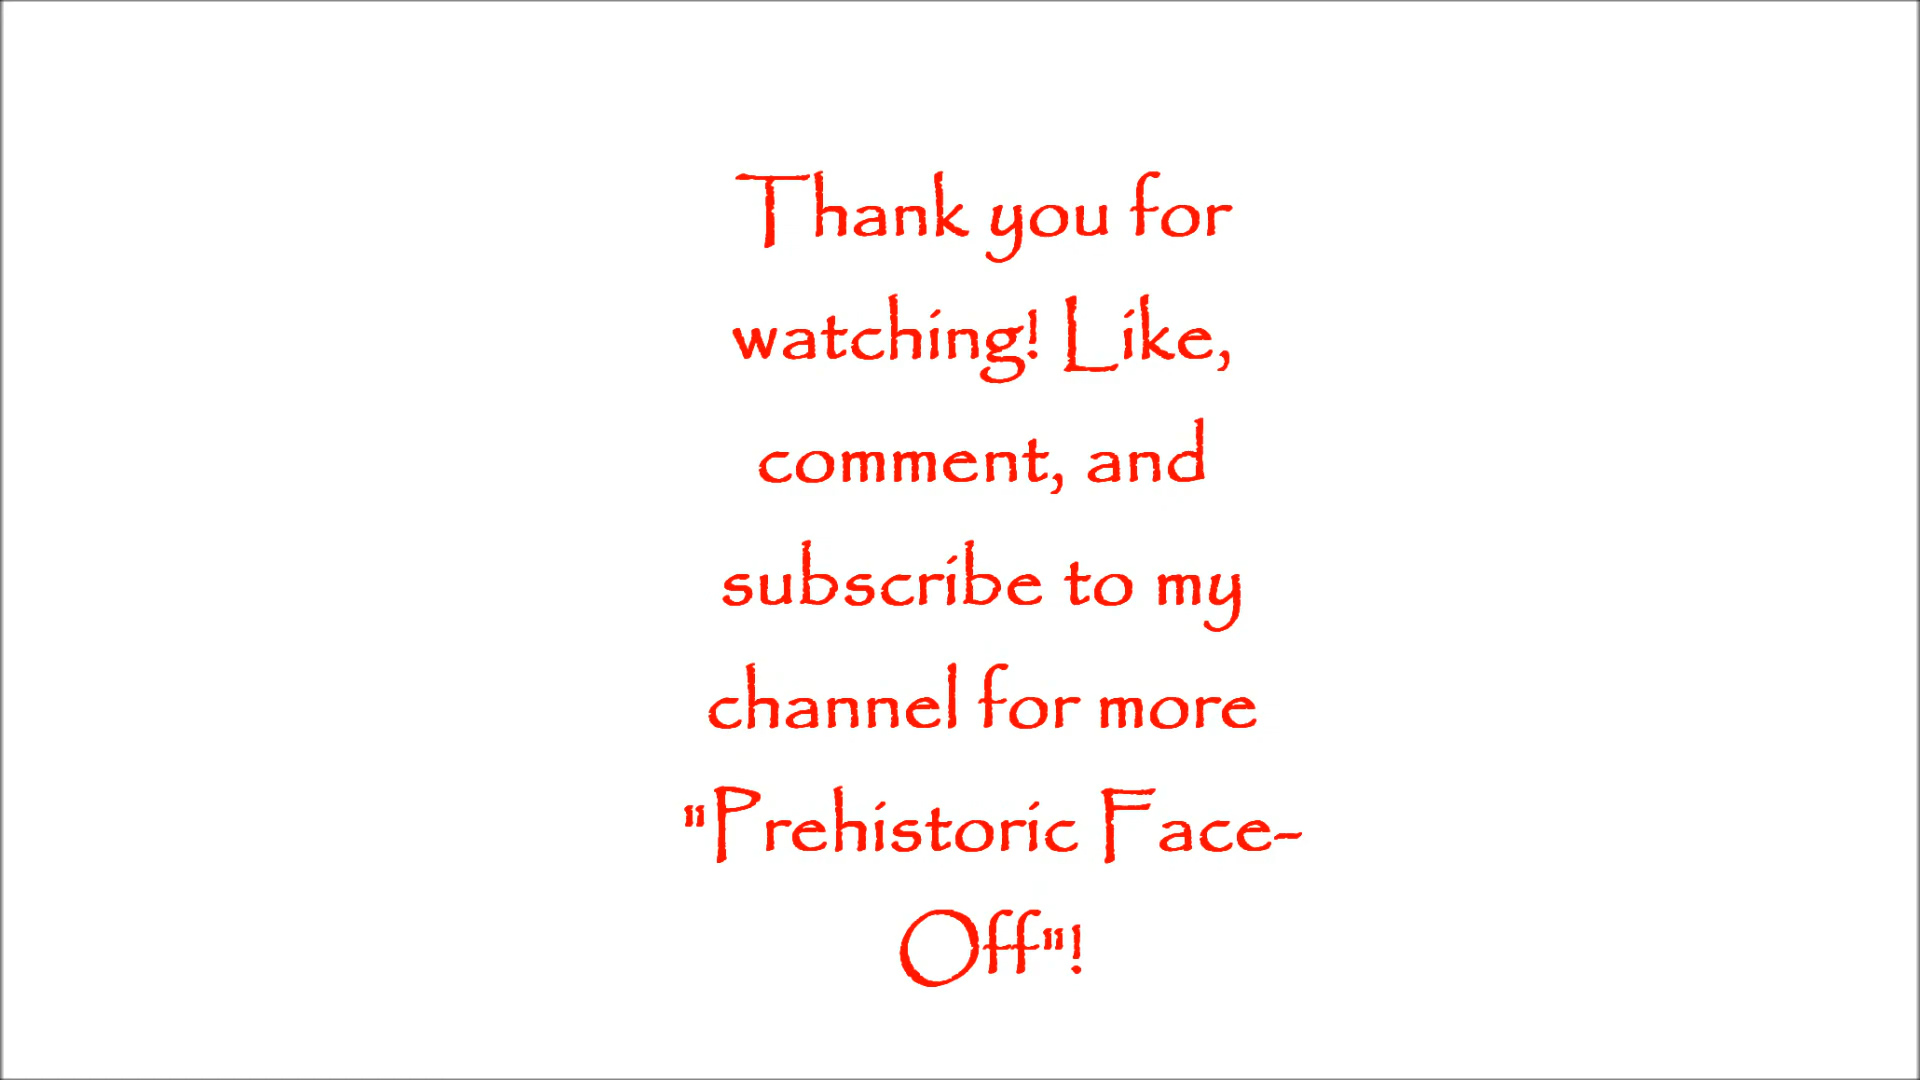 Thank you for
watching! Like,
comment, and
subscribe to my
channel for more
"Prehistoric Face-
Off"!